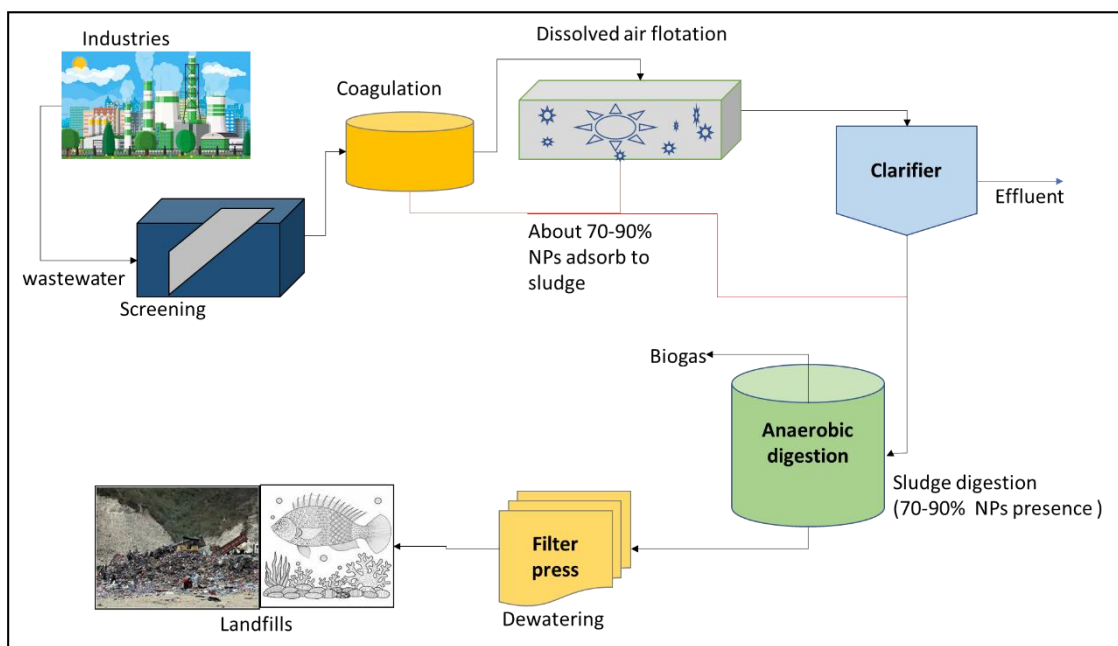 Industries
Dissolved air flotation
Coagulation
Clarifier
Effluent
About 70-90%
NPs adsorb to
sludge
wastewater
Screening
Biogas
Anaerobic
digestion
Sludge digestion
(70-90% NPs presence )
Filter
press
Dewatering
Landfills